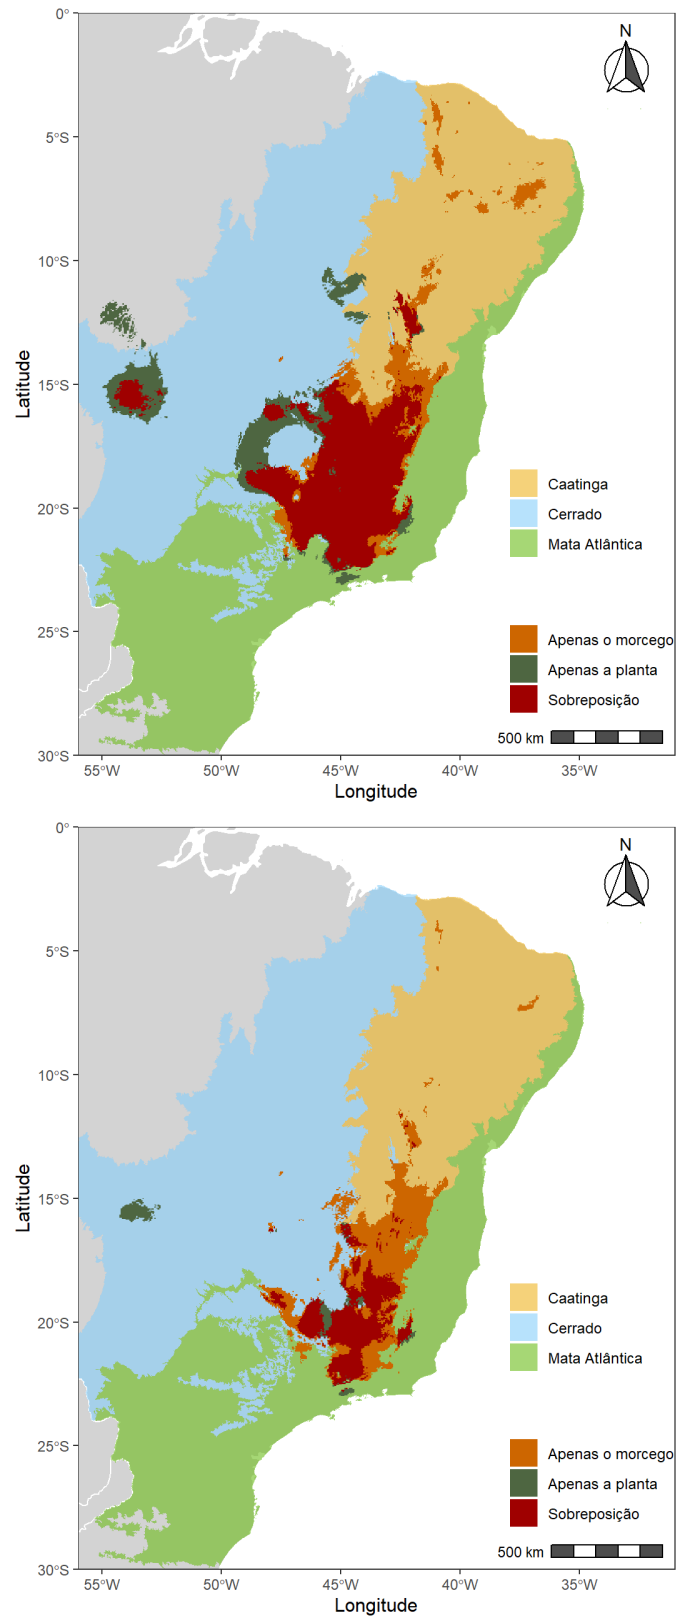 0°
5°S
10°S
15°S
20°S
25°S
30°S
Latitude
N
Caatinga
Cerrado
Mata Atlântica
Apenas o morcego
Apenas a planta
Sobreposição
500 km
55°W 50°W 45°W 40°W 35°W
Longitude
0°
5°S
10°S
15°S
20°S
25°S
30°S
Latitude
N
Caatinga
Cerrado
Mata Atlântica
Apenas o morcego
Apenas a planta
Sobreposição
500 km
55°W 50°W 45°W 40°W 35°W
Longitude